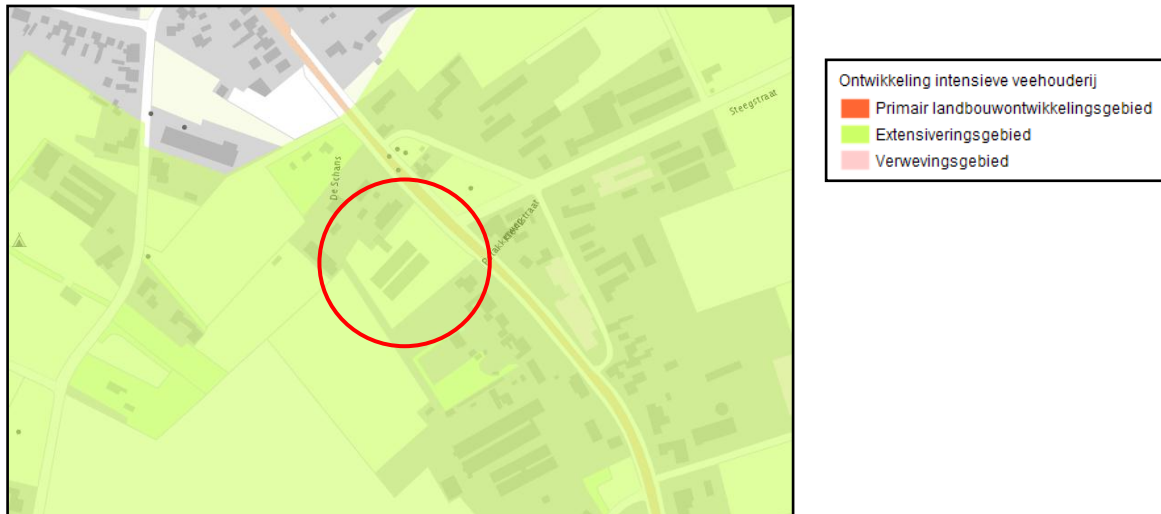 Steegstraat
De Schans
Ontwikkeling intensieve veehouderij
Primair landbouwontwikkelingsgebied
Extensiveringsgebied
Verwevingsgebied